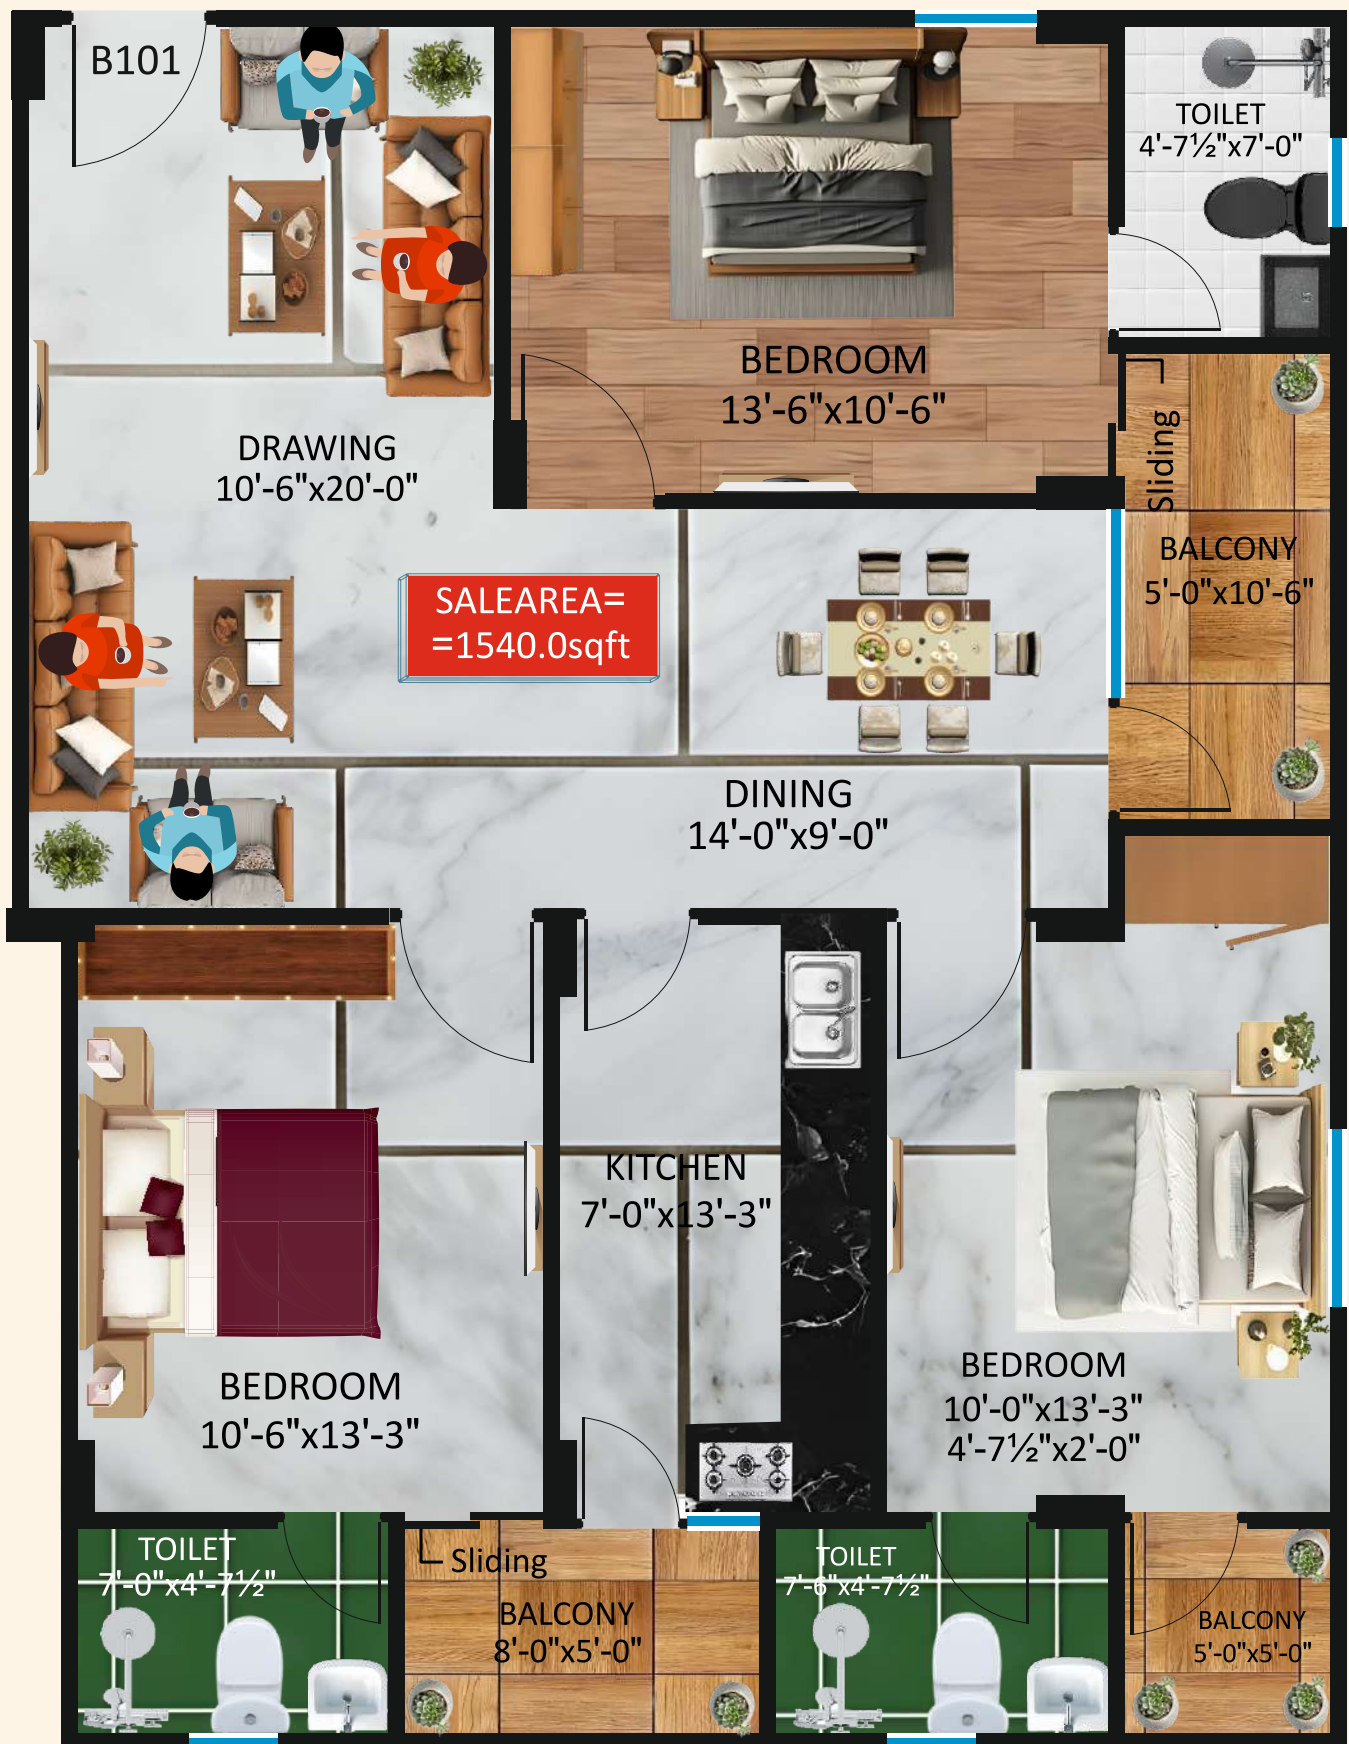 B101
TOILET
4'-7½"x7'-0"
BEDROOM
13'-6"x10'-6"
Sliding
DRAWING
10'-6"x20'-0"
BALCONY
5'-0"x10'-6"
SALEAREA=
=1540.0sqft
DINING
14'-0"x9'-0"
KITCHEN
7'-0"x13'-3"
BEDROOM
10'-6"x13'-3"
BEDROOM
10'-0"x13'-3"
4'-7½"x2'-0"
TOILET
7'-0"x4'-7½"
Sliding
BALCONY
8'-0"x5'-0"
TOILET
7'-6"x4'-7½"
BALCONY
5'-0"x5'-0"